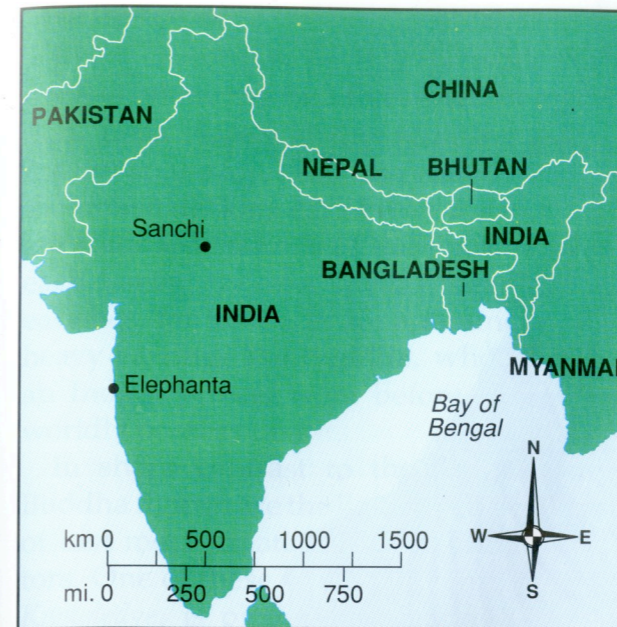 CHINA
PAKISTAN
NEPAL
BHUTAN
Sanchi
INDIA
BANGLADESH
INDIA
MYANMAR
Elephanta
Bay of
Bengal
N
km 0 500 1000 1500
W E
mi. 0 250 500 750
S